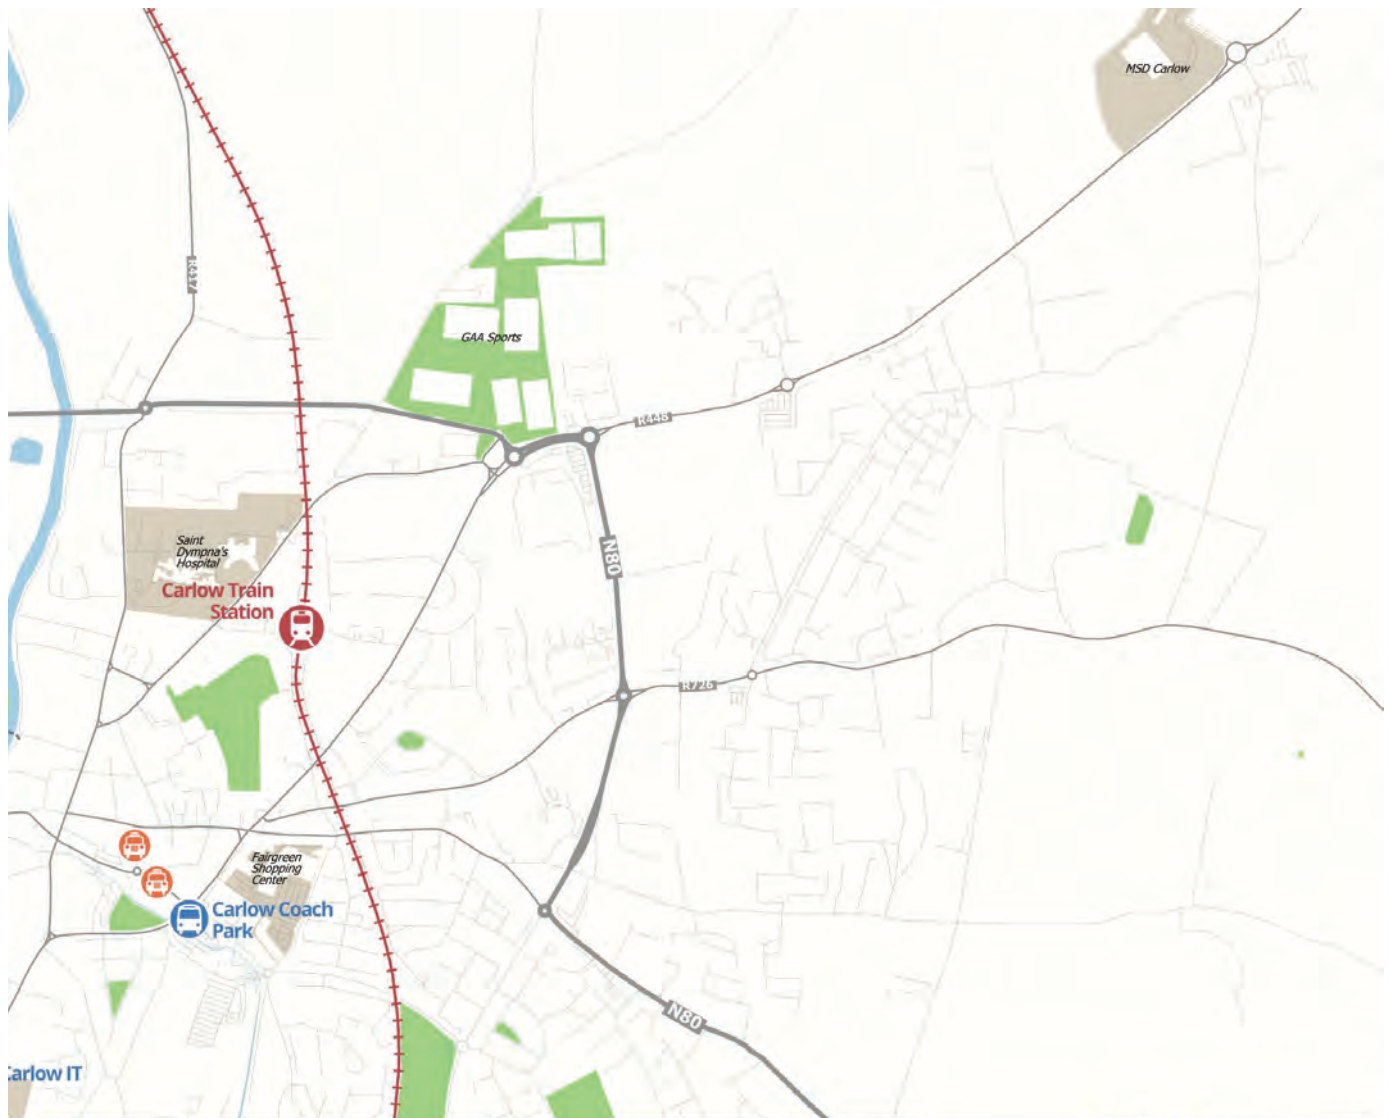 MSD Carlow
R447
GAA Sports
R448
Saint
Dympna's
Hospital
N80
Carlow Train
Station
R726
Fairgreen
Shopping
Center
Carlow Coach
Park
N80
arlow IT